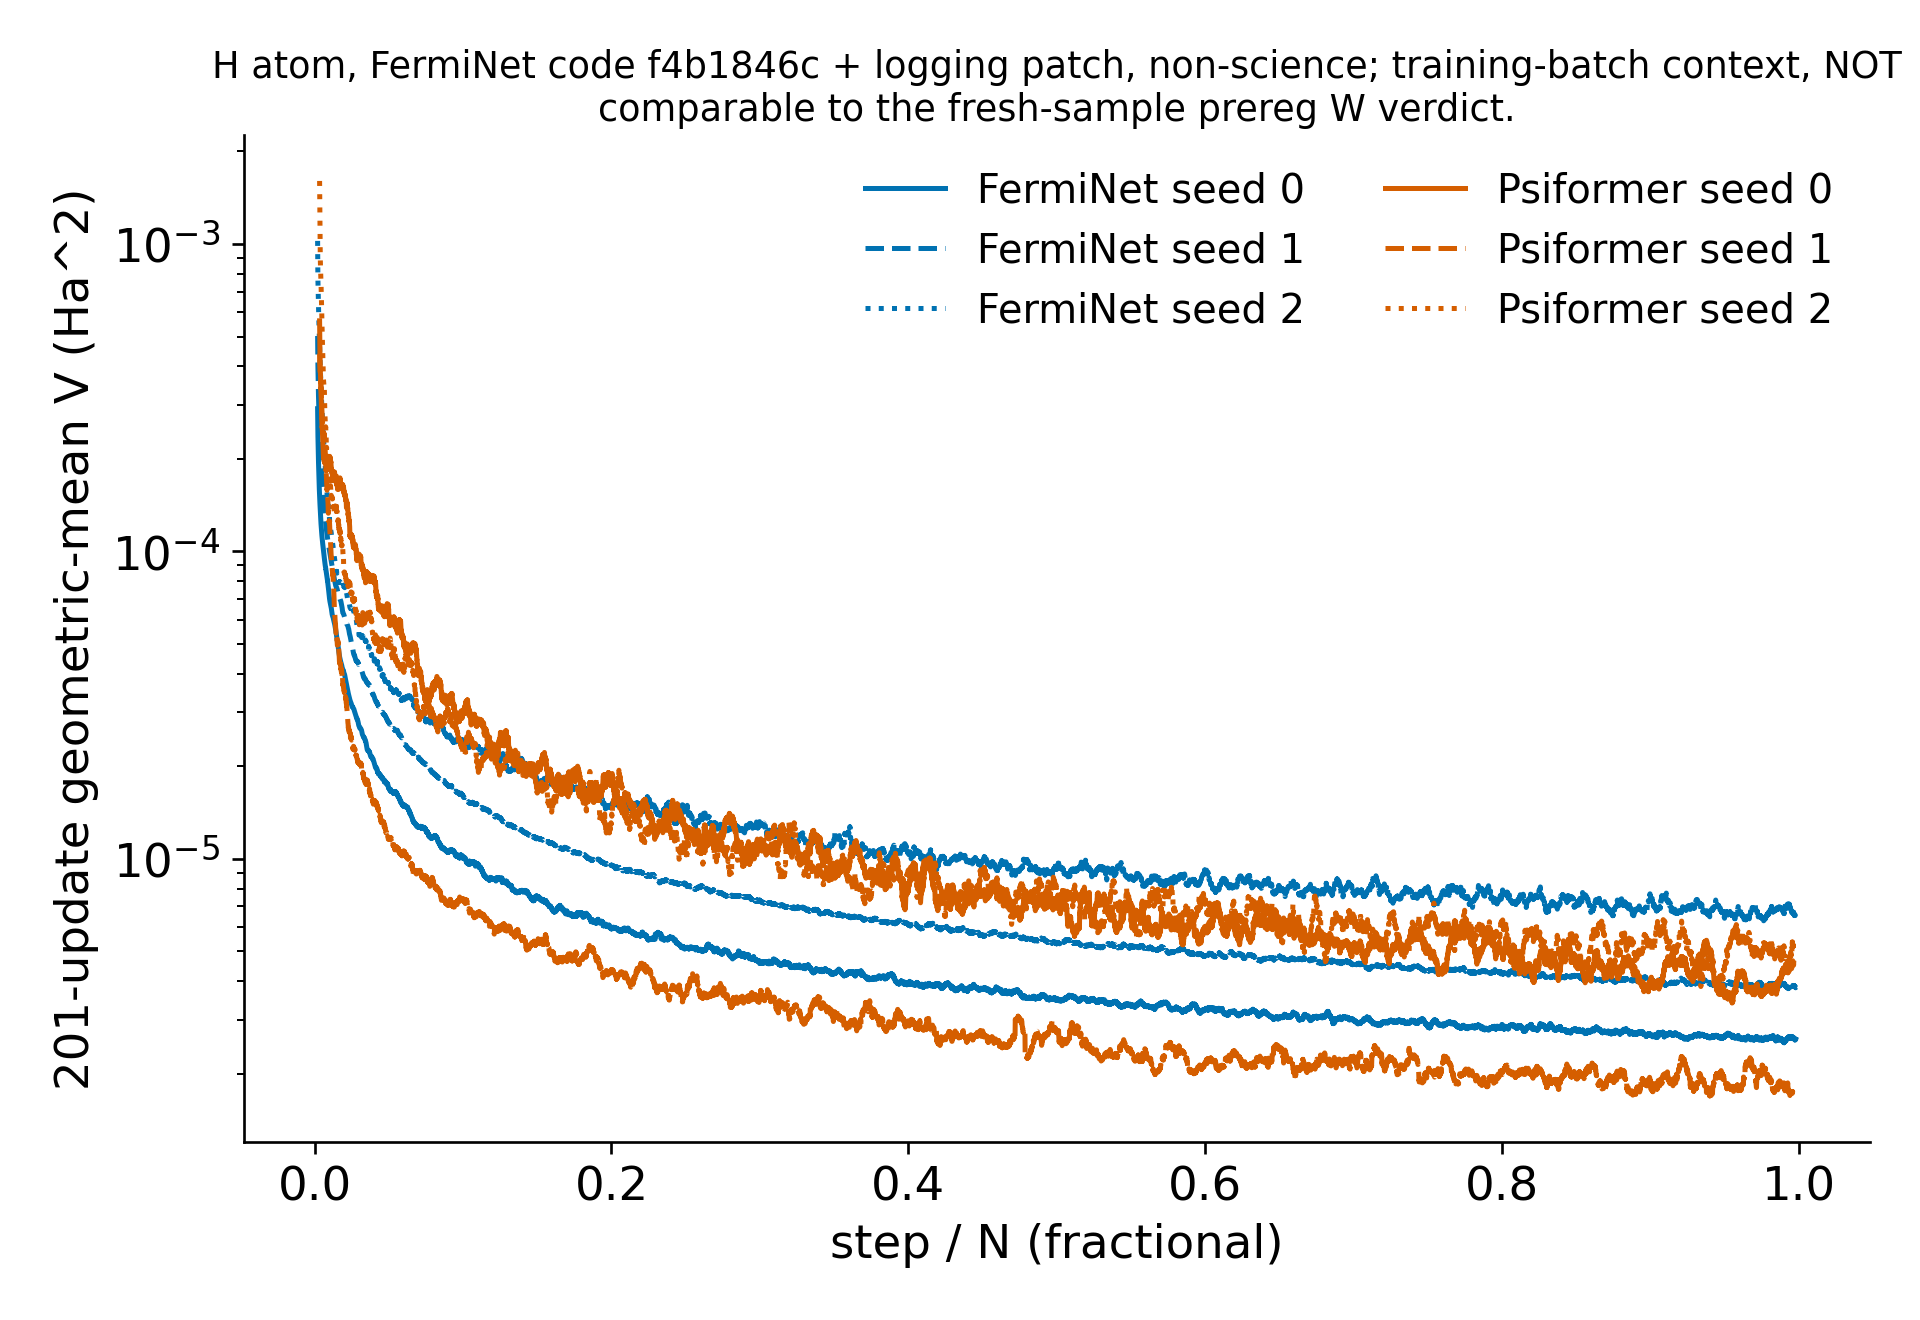 H atom, FermiNet code f4b1846c + logging patch, non-science; training-batch context, NOT
comparable to the fresh-sample prereg W verdict.
FermiNet seed 0
FermiNet seed 1
FermiNet seed 2
Psiformer seed 0
Psiformer seed 1
Psiformer seed 2
201-update geometric-mean V (Ha^2)
10⁻³
10⁻⁴
10⁻⁵
0.0 0.2 0.4 0.6 0.8 1.0
step / N (fractional)